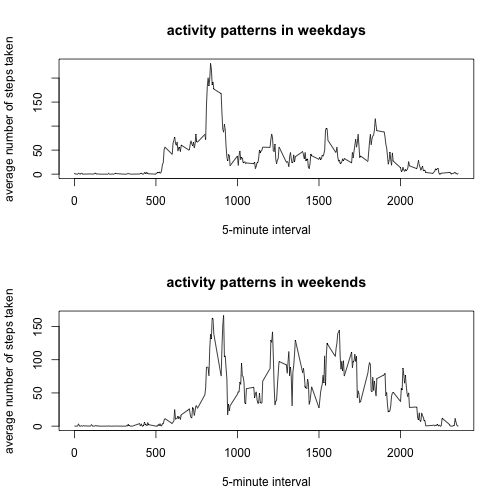 activity patterns in weekdays
average number of steps taken
0 50 150
0 500 1000 1500 2000
5-minute interval
activity patterns in weekends
average number of steps taken
0 50 100 150
0 500 1000 1500 2000
5-minute interval